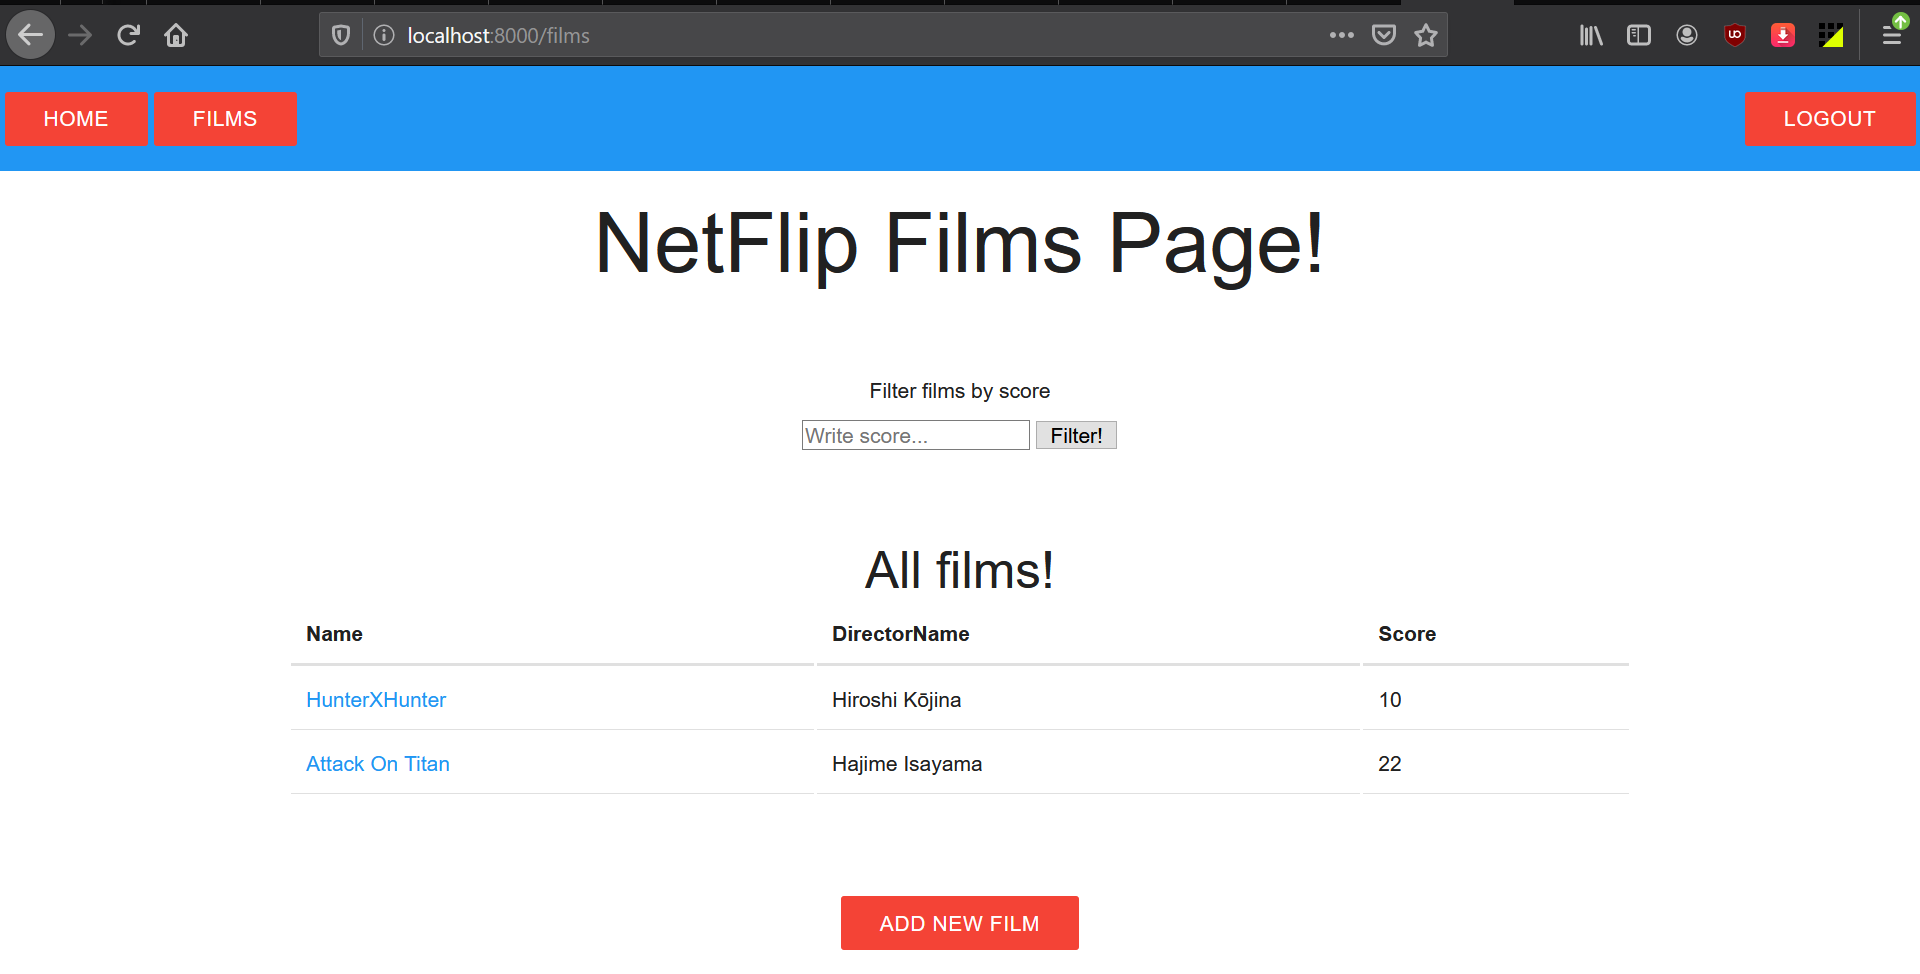 localhost:8000/films
HOME FILMS LOGOUT
NetFlip Films Page!
Filter films by score
Write score... Filter!
All films!
Name DirectorName Score
HunterXHunter Hiroshi Kōjina 10
Attack On Titan Hajime Isayama 22
ADD NEW FILM